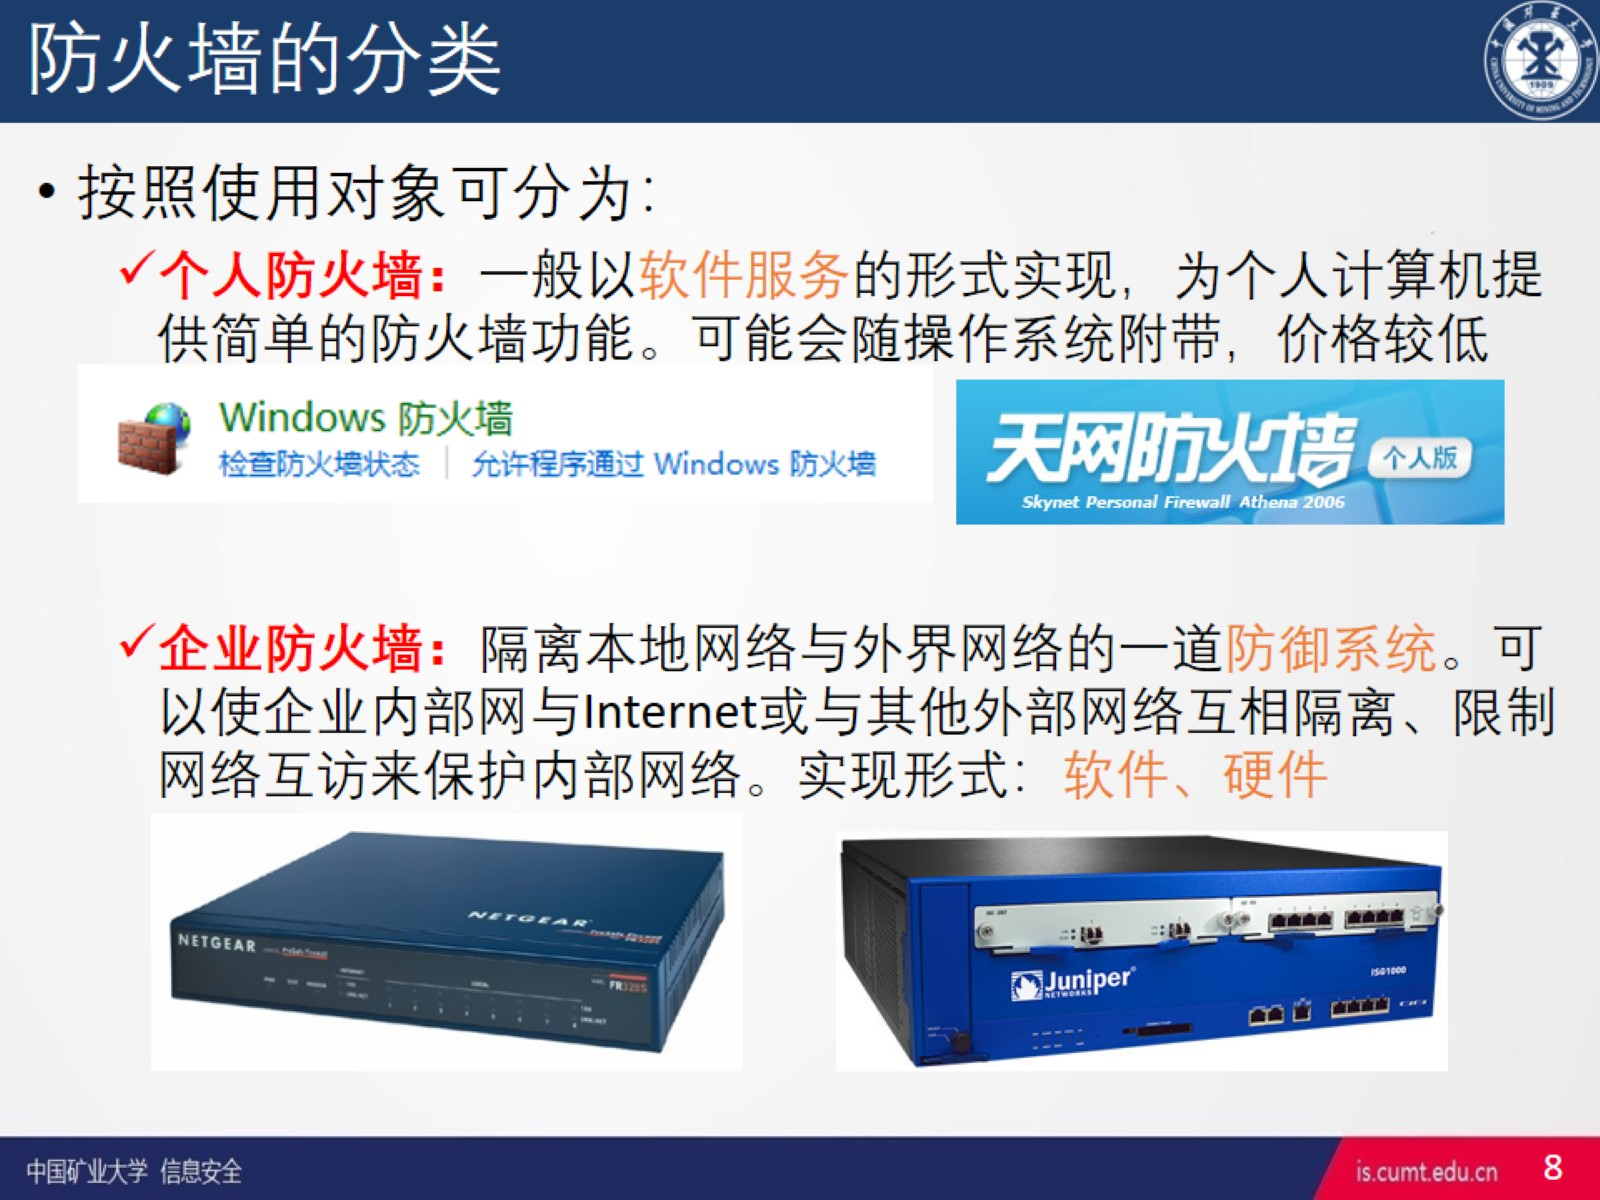 防火墙的分类
• 按照使用对象可分为：
✓个人防火墙：一般以软件服务的形式实现，为个人计算机提
供简单的防火墙功能。可能会随操作系统附带，价格较低
Windows 防火墙
检查防火墙状态 | 允许程序通过 Windows 防火墙
天网防火墙 个人版
Skynet Personal Firewall Athena 2006
✓企业防火墙：隔离本地网络与外界网络的一道防御系统。可
以使企业内部网与Internet或与其他外部网络互相隔离、限制
网络互访来保护内部网络。实现形式：软件、硬件
NETGEAR
NETGEAR ProSafe Firewall
LOCAL
FR328S
Juniper
NETWORKS
ISG1000
中国矿业大学 信息安全
is.cumt.edu.cn
8
CHINA UNIVERSITY OF MINING AND TECHNOLOGY
1909